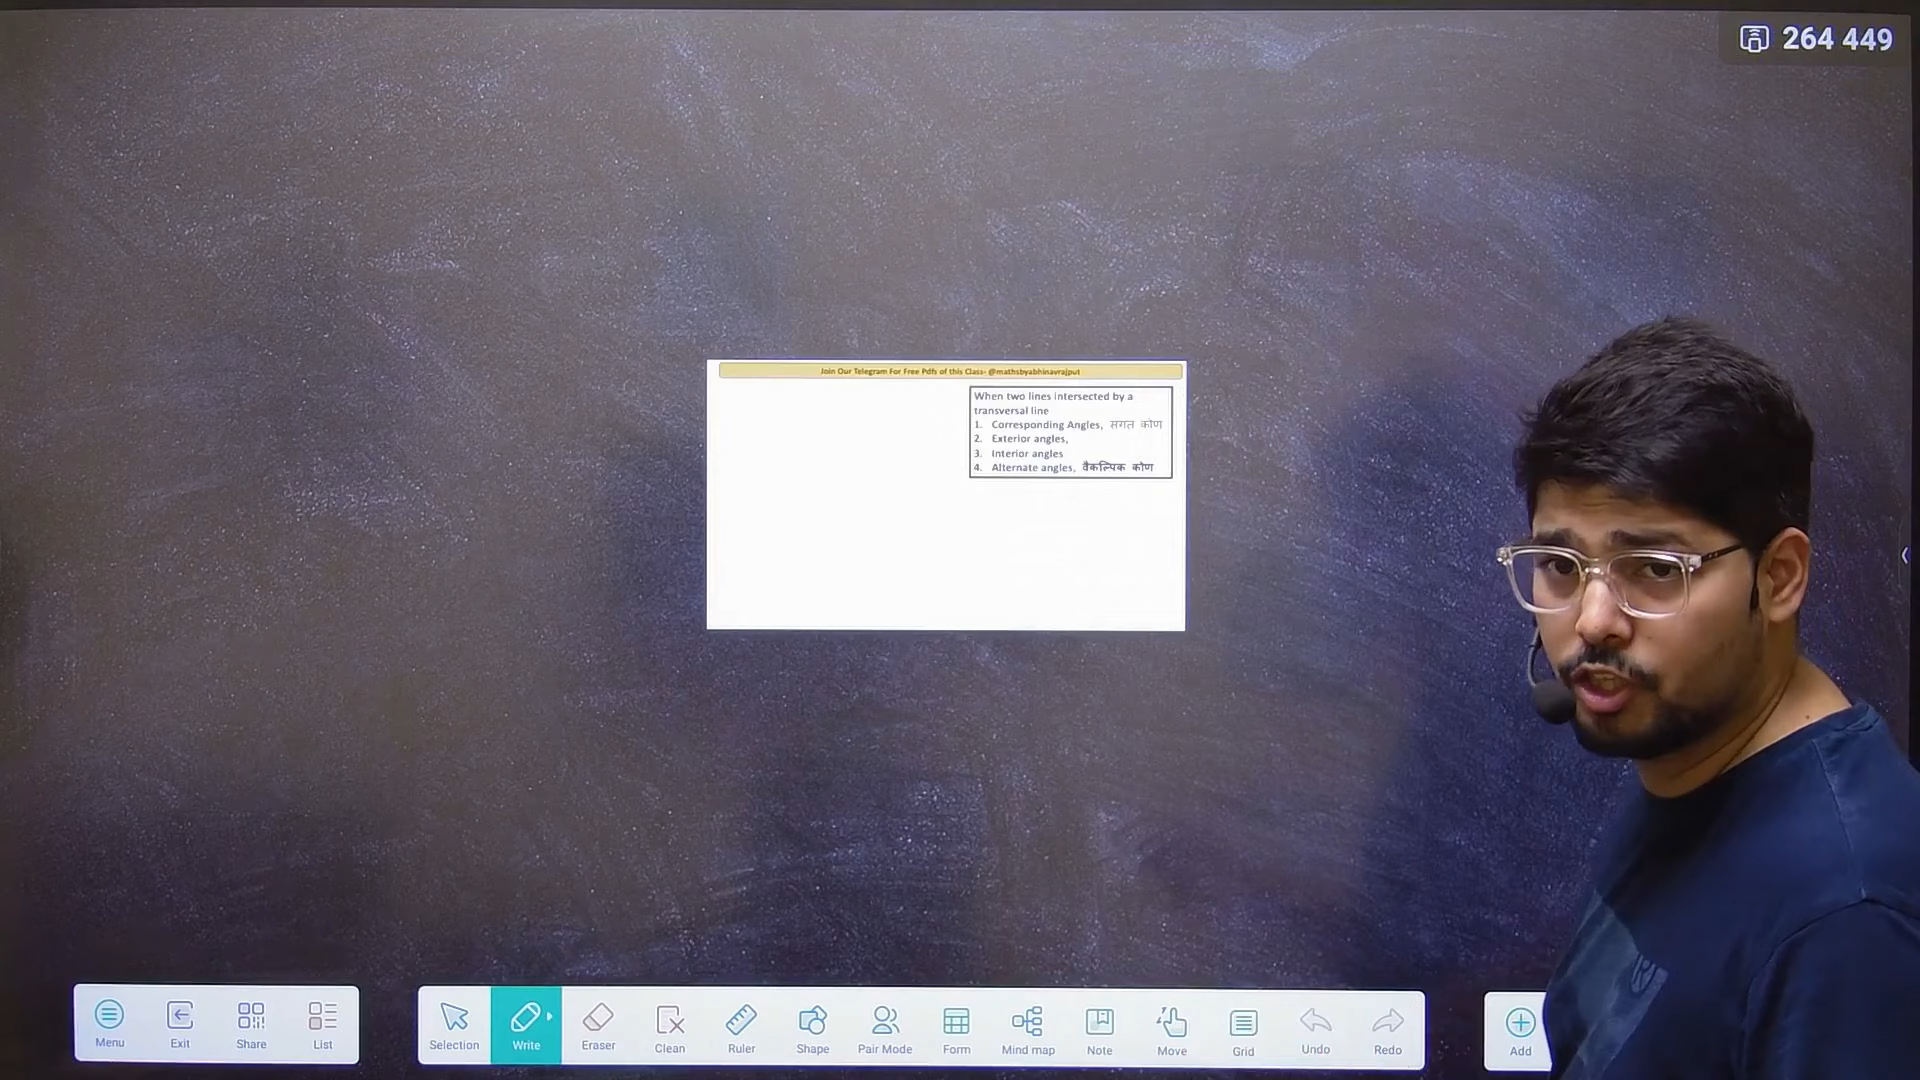 264 449
Join Our Telegram For Free Pdfs of this Class- @mathsbyabhinavrajput
When two lines intersected by a
transversal line
1. Corresponding Angles, संगत कोण
2. Exterior angles,
3. Interior angles
4. Alternate angles, वैकल्पिक कोण
Menu
Exit
Share
List
Selection
Write
Eraser
Clean
Ruler
Shape
Pair Mode
Form
Mind map
Note
Move
Grid
Undo
Redo
Add